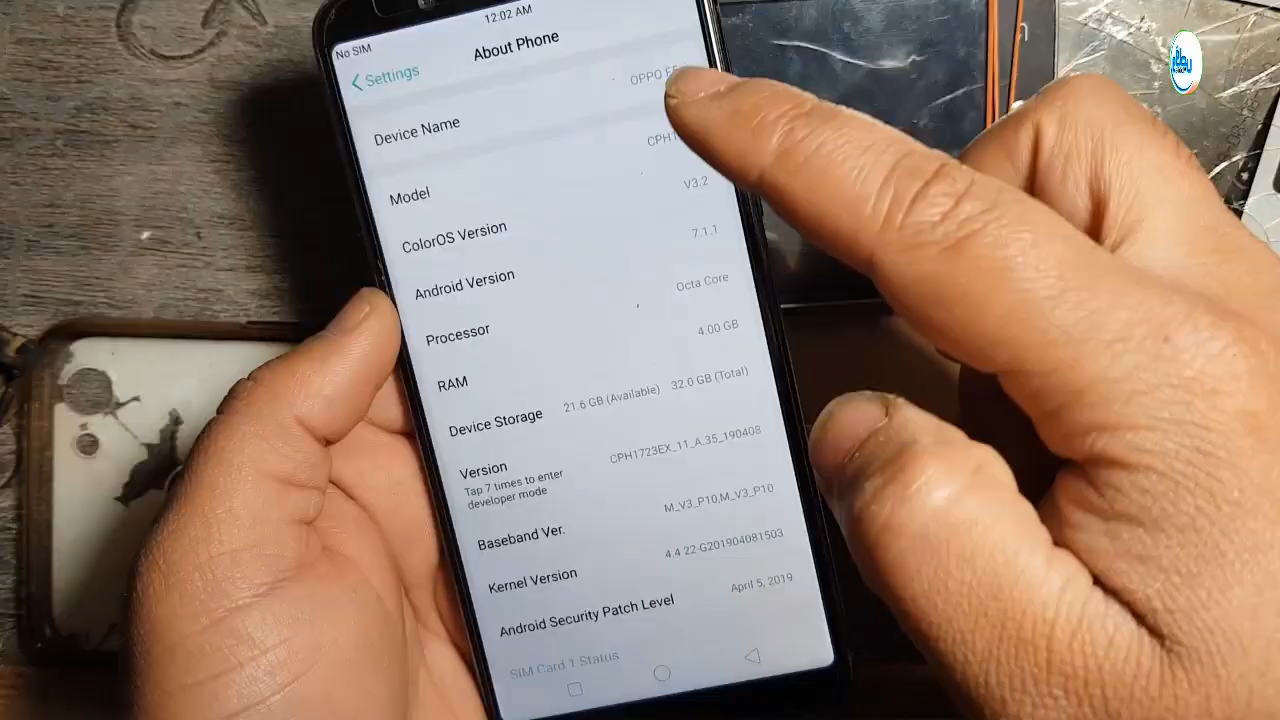 No SIM
12:02 AM
Settings
About Phone
Device Name
OPPO
Model
ColorOS Version
V3.2
Android Version
7.1.1
Processor
Octa Core
RAM
4.00 GB
Device Storage
21.6 GB (Available) 32.0 GB (Total)
Version
Tap 7 times to enter
developer mode
CPH1723EX_11_A.35_190408
Baseband Ver.
M_V3_P10,M_V3_P10
Kernel Version
4.4.22-G201904081503
Android Security Patch Level
April 5, 2019
SIM Card 1 Status